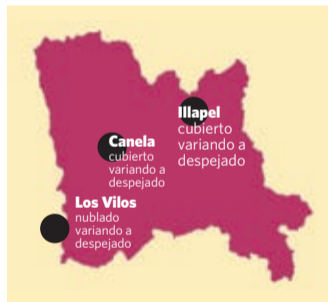 Illapel
cubierto
variando a
despejado
Canela
cubierto
variando a
despejado
Los Vilos
nublado
variando a
despejado